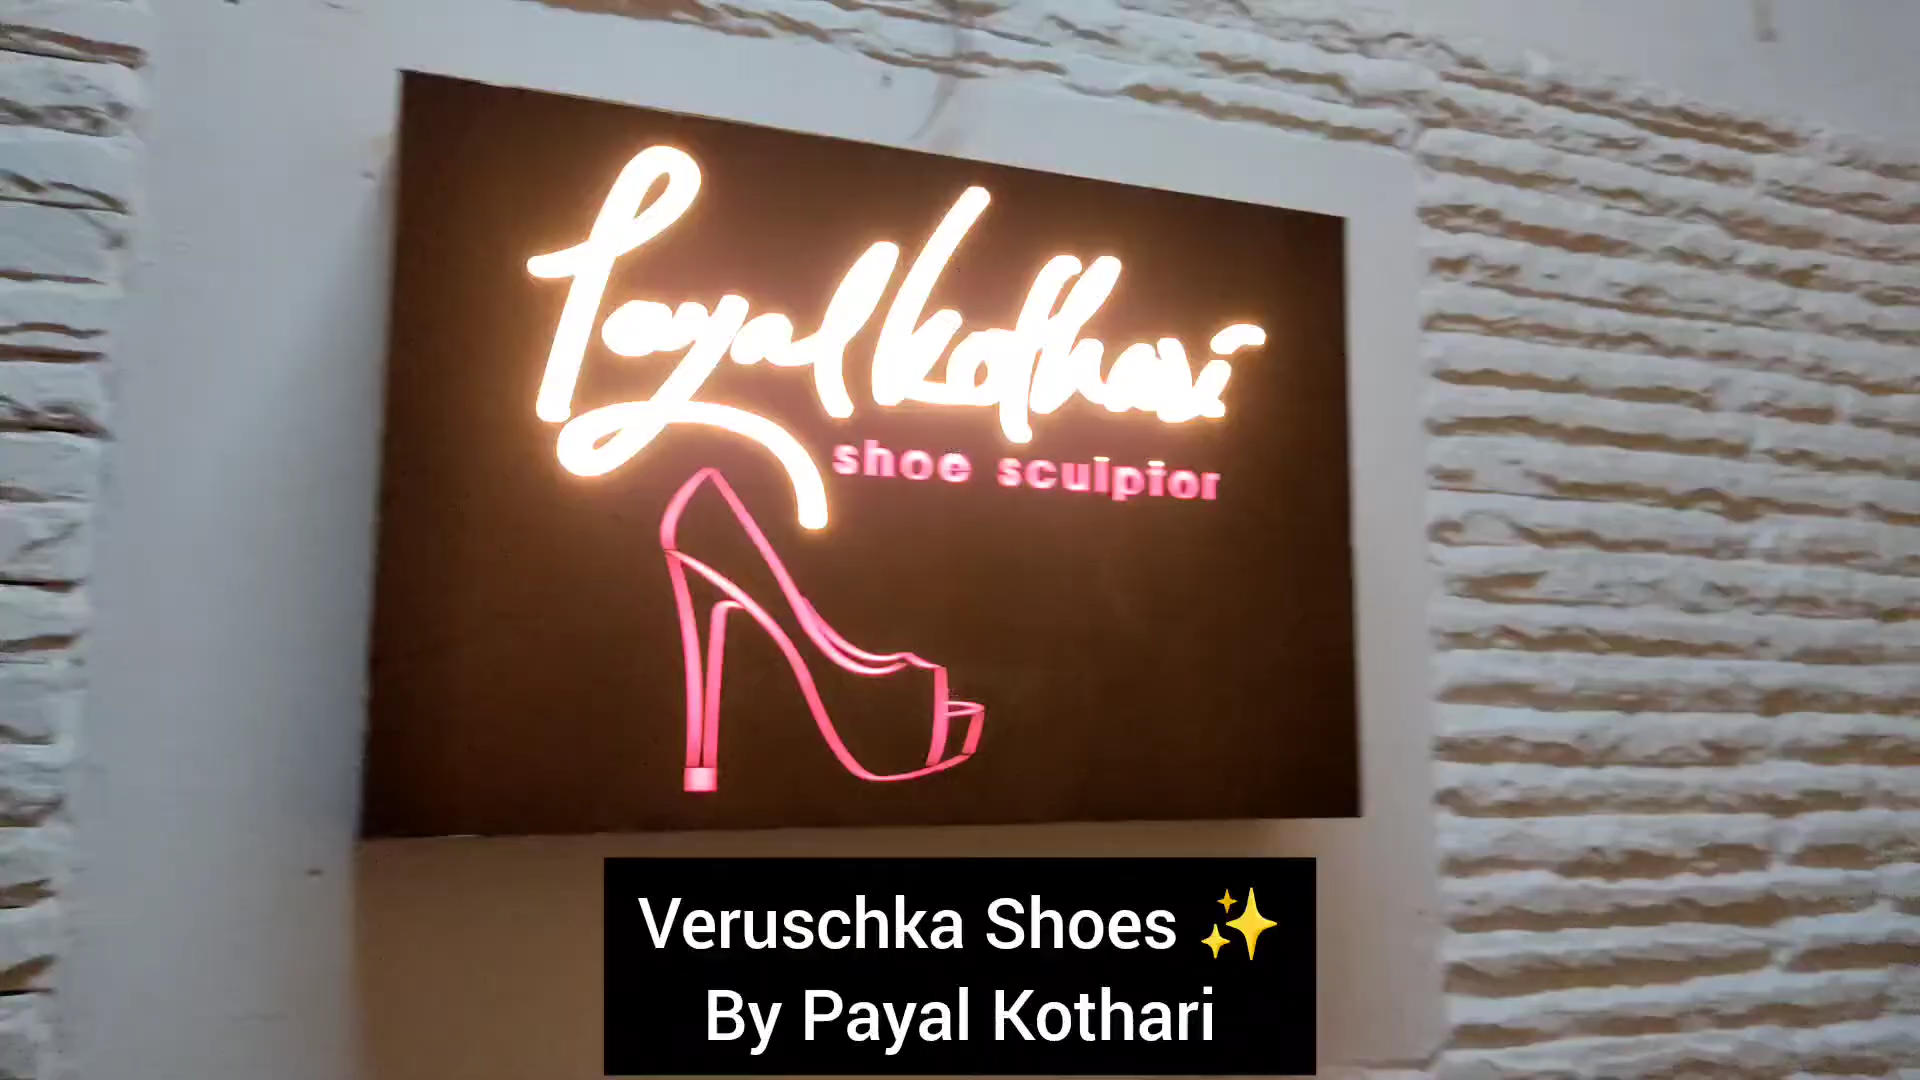 Payal Kothari
shoe sculptor
Veruschka Shoes ✨
By Payal Kothari